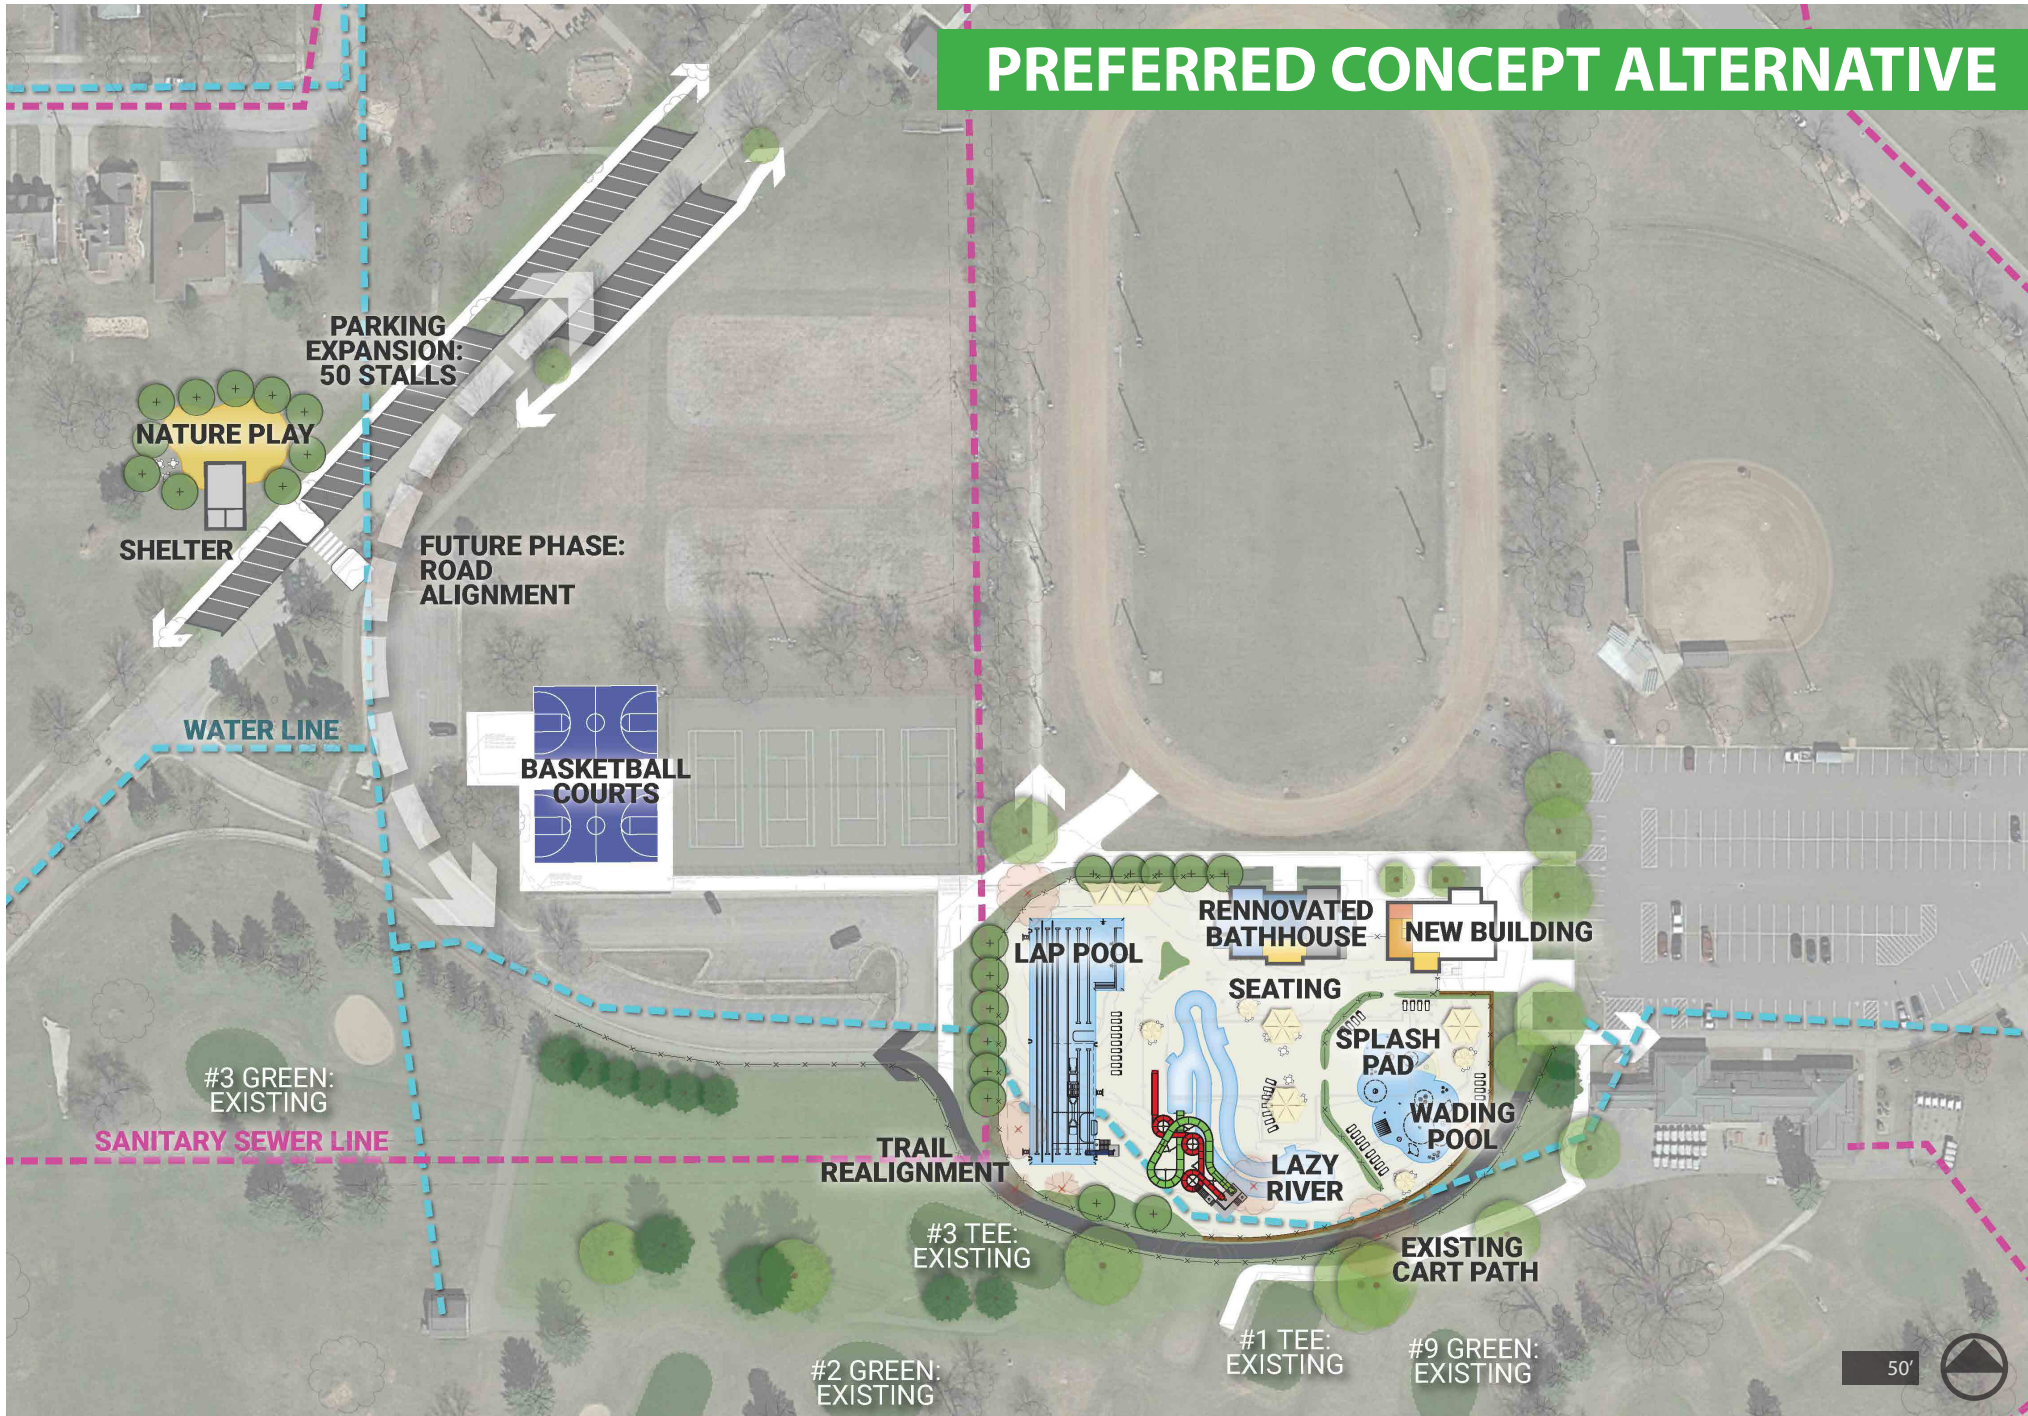 PREFERRED CONCEPT ALTERNATIVE
PARKING
EXPANSION:
50 STALLS
NATURE PLAY
SHELTER
FUTURE PHASE:
ROAD
ALIGNMENT
WATER LINE
BASKETBALL
COURTS
RENNOVATED
BATHHOUSE
NEW BUILDING
LAP POOL
SEATING
SPLASH
PAD
WADING
POOL
#3 GREEN:
EXISTING
SANITARY SEWER LINE
TRAIL
REALIGNMENT
LAZY
RIVER
#3 TEE:
EXISTING
EXISTING
CART PATH
#1 TEE:
EXISTING
#9 GREEN:
EXISTING
#2 GREEN:
EXISTING
50'